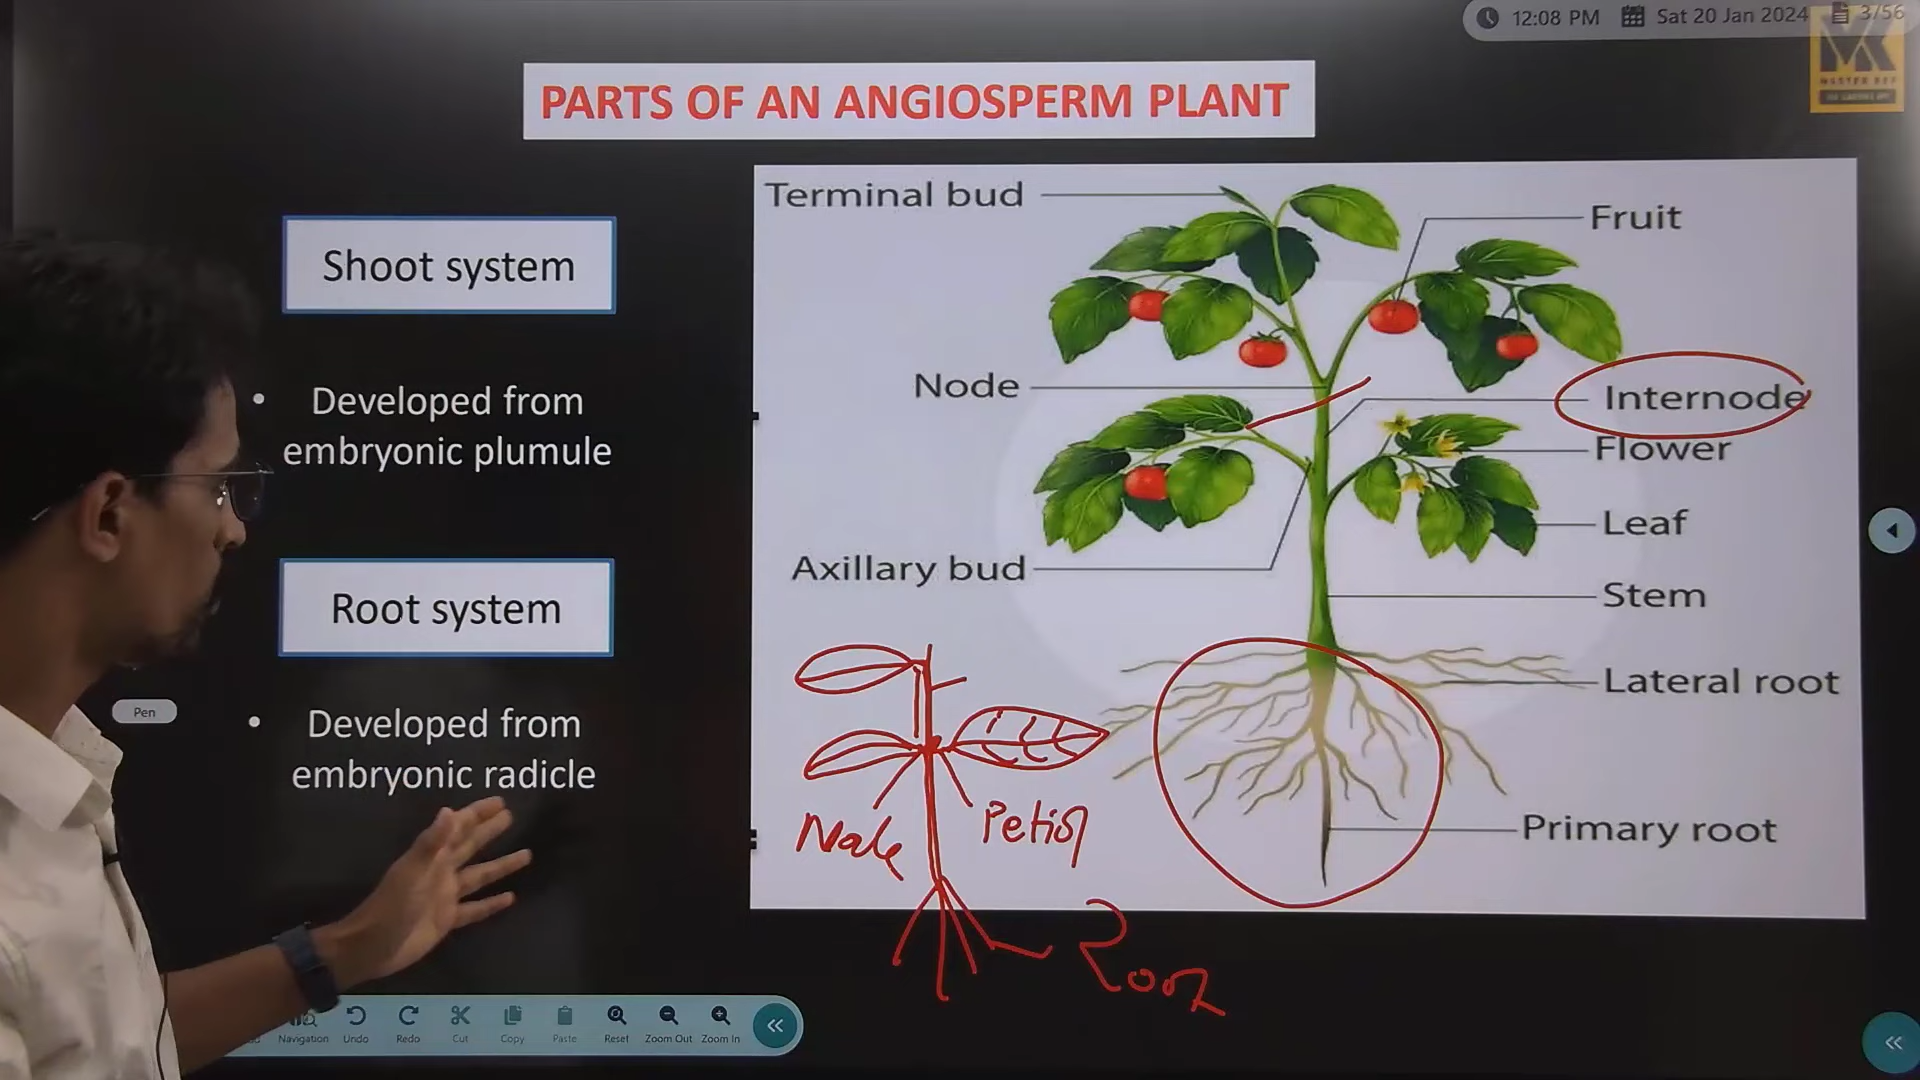 12:08 PM Sat 20 Jan 2024 3/56
PARTS OF AN ANGIOSPERM PLANT
Shoot system
• Developed from
embryonic plumule
Root system
• Developed from
embryonic radicle
Pen
Terminal bud
Fruit
Node
Internode
Flower
Leaf
Axillary bud
Stem
Lateral root
Primary root
Node
Root
Navigation Undo Redo Cut Copy Paste Reset Zoom Out Zoom In